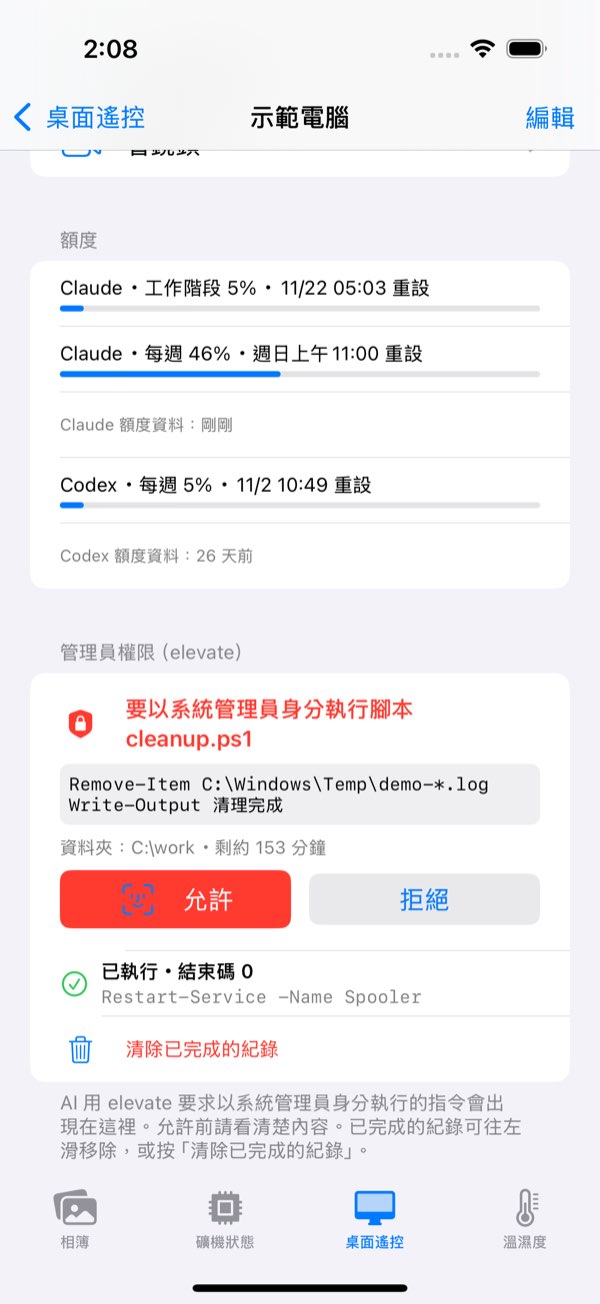 2:08
桌面遙控
示範電腦
編輯
額度
Claude・工作階段 5%・11/22 05:03 重設
Claude・每週 46%・週日上午 11:00 重設
Claude 額度資料：剛剛
Codex・每週 5%・11/2 10:49 重設
Codex 額度資料：26 天前
管理員權限（elevate）
要以系統管理員身分執行腳本
cleanup.ps1
Remove-Item C:\Windows\Temp\demo-*.log
Write-Output 清理完成
資料夾：C:\work・剩約 153 分鐘
允許
拒絕
已執行・結束碼 0
Restart-Service -Name Spooler
清除已完成的紀錄
AI 用 elevate 要求以系統管理員身分執行的指令會出
現在這裡。允許前請看清楚內容。已完成的紀錄可往左
滑移除，或按「清除已完成的紀錄」。
相簿
礦機狀態
桌面遙控
溫濕度